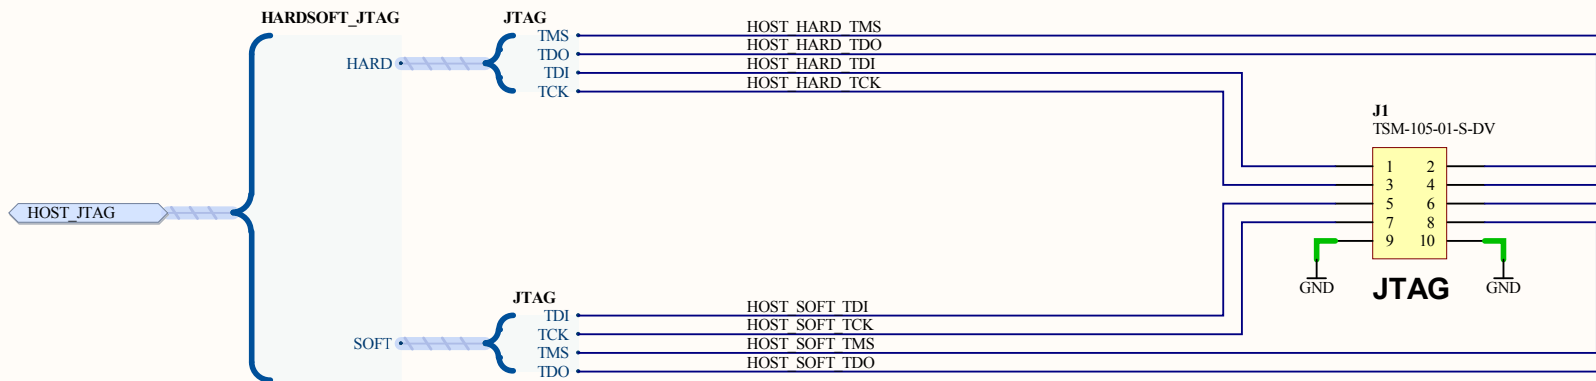 HARDSOFT_JTAG
JTAG
HOST_HARD_TMS
TMS
HOST_HARD_TDO
TDO
HARD
HOST_HARD_TDI
TDI
HOST_HARD_TCK
TCK
J1
TSM-105-01-S-DV
1 2
3 4
HOST_JTAG
5 6
7 8
9 10
GND
JTAG
GND
JTAG
HOST_SOFT_TDI
TDI
HOST_SOFT_TCK
TCK
SOFT
HOST_SOFT_TMS
TMS
HOST_SOFT_TDO
TDO